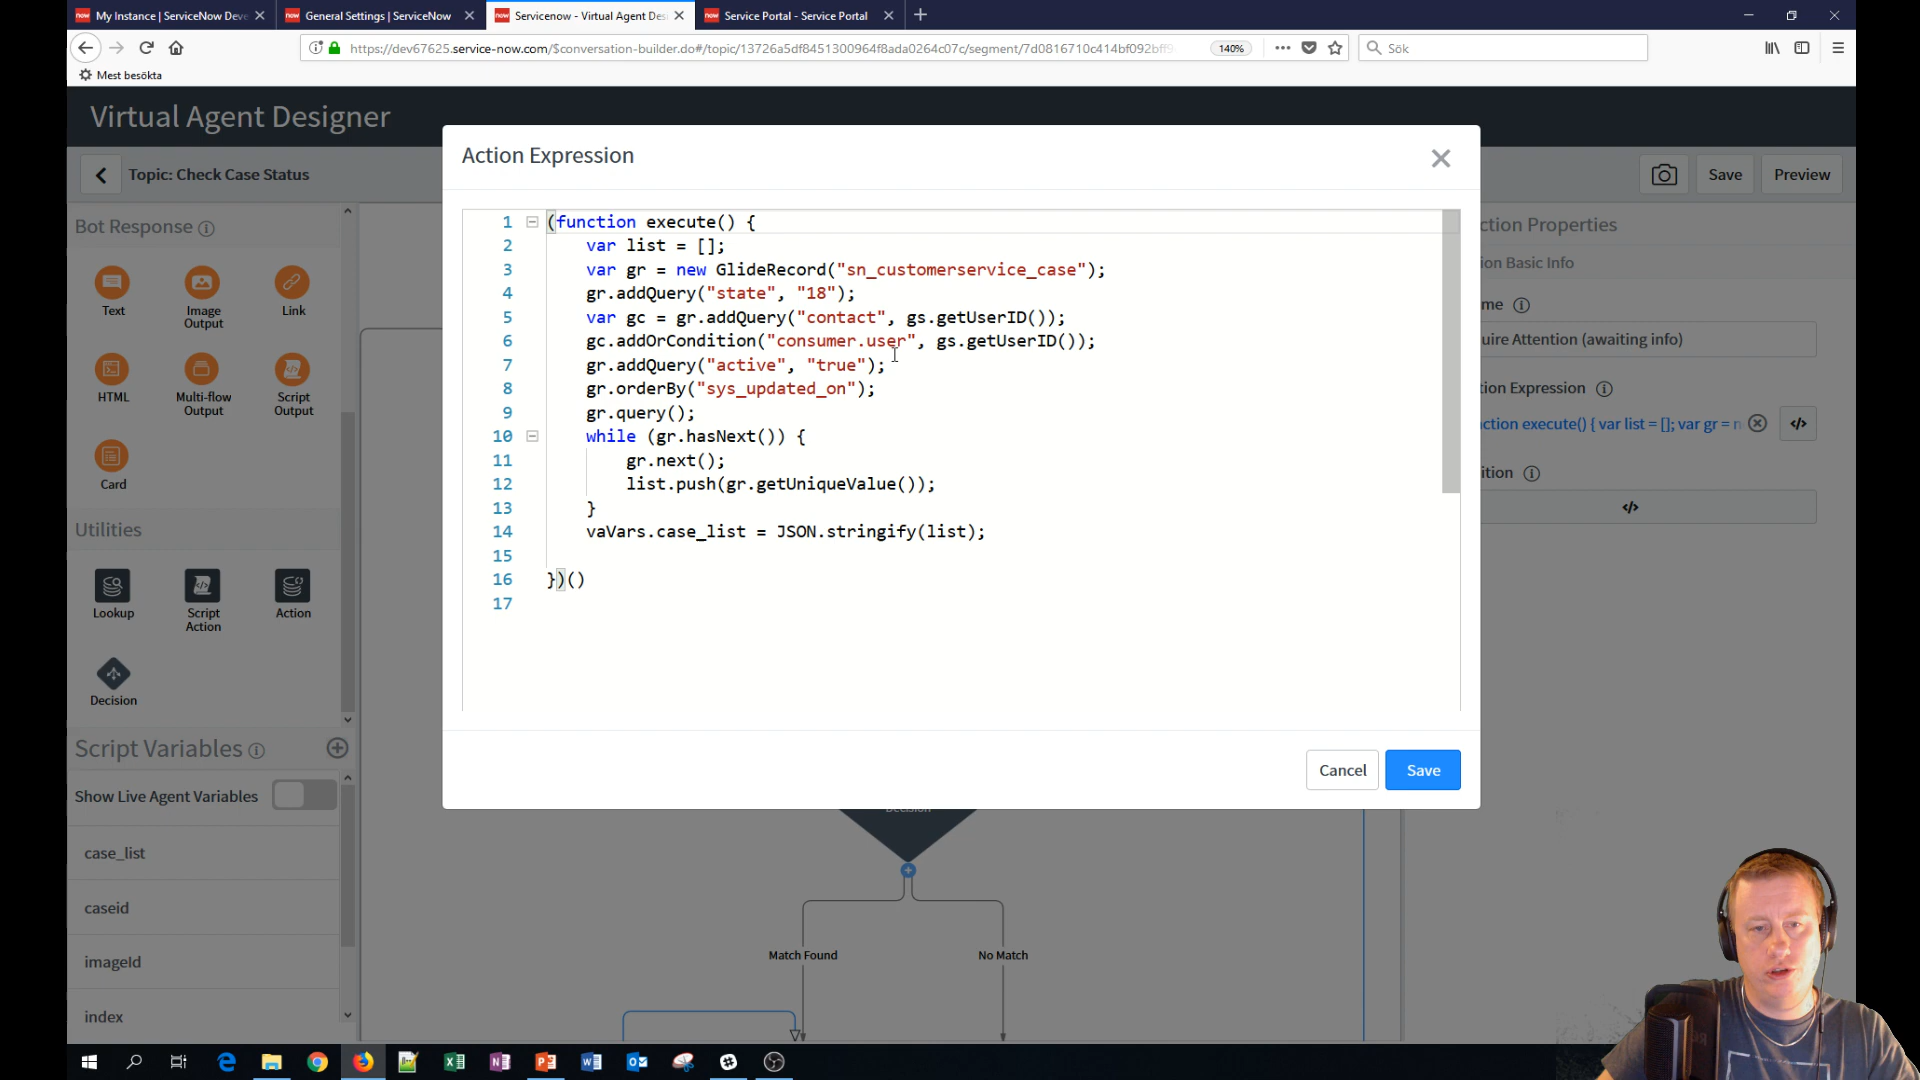 My Instance | ServiceNow Deve
General Settings | ServiceNow
Servicenow - Virtual Agent Des
Service Portal - Service Portal
https://dev67625.service-now.com/$conversation-builder.do#/topic/13726a5df8451300964f8ada0264c07c/segment/7d0816710c414bf092bff9
140%
Sök
Mest besökta
Virtual Agent Designer
Topic: Check Case Status
Save
Preview
Bot Response
Text
Image Output
Link
HTML
Multi-flow Output
Script Output
Card
Utilities
Lookup
Script Action
Action
Decision
Script Variables
Show Live Agent Variables
case_list
caseid
imageId
index
Action Expression
1 (function execute() {
2 var list = [];
3 var gr = new GlideRecord("sn_customerservice_case");
4 gr.addQuery("state", "18");
5 var gc = gr.addQuery("contact", gs.getUserID());
6 gc.addOrCondition("consumer.user", gs.getUserID());
7 gr.addQuery("active", "true");
8 gr.orderBy("sys_updated_on");
9 gr.query();
10 while (gr.hasNext()) {
11 gr.next();
12 list.push(gr.getUniqueValue());
13 }
14 vaVars.case_list = JSON.stringify(list);
15
16 })()
17
Cancel
Save
ction Properties
ion Basic Info
me
uire Attention (awaiting info)
tion Expression
ction execute() { var list = []; var gr = n
</>
ition
</>
Decision
Match Found
No Match